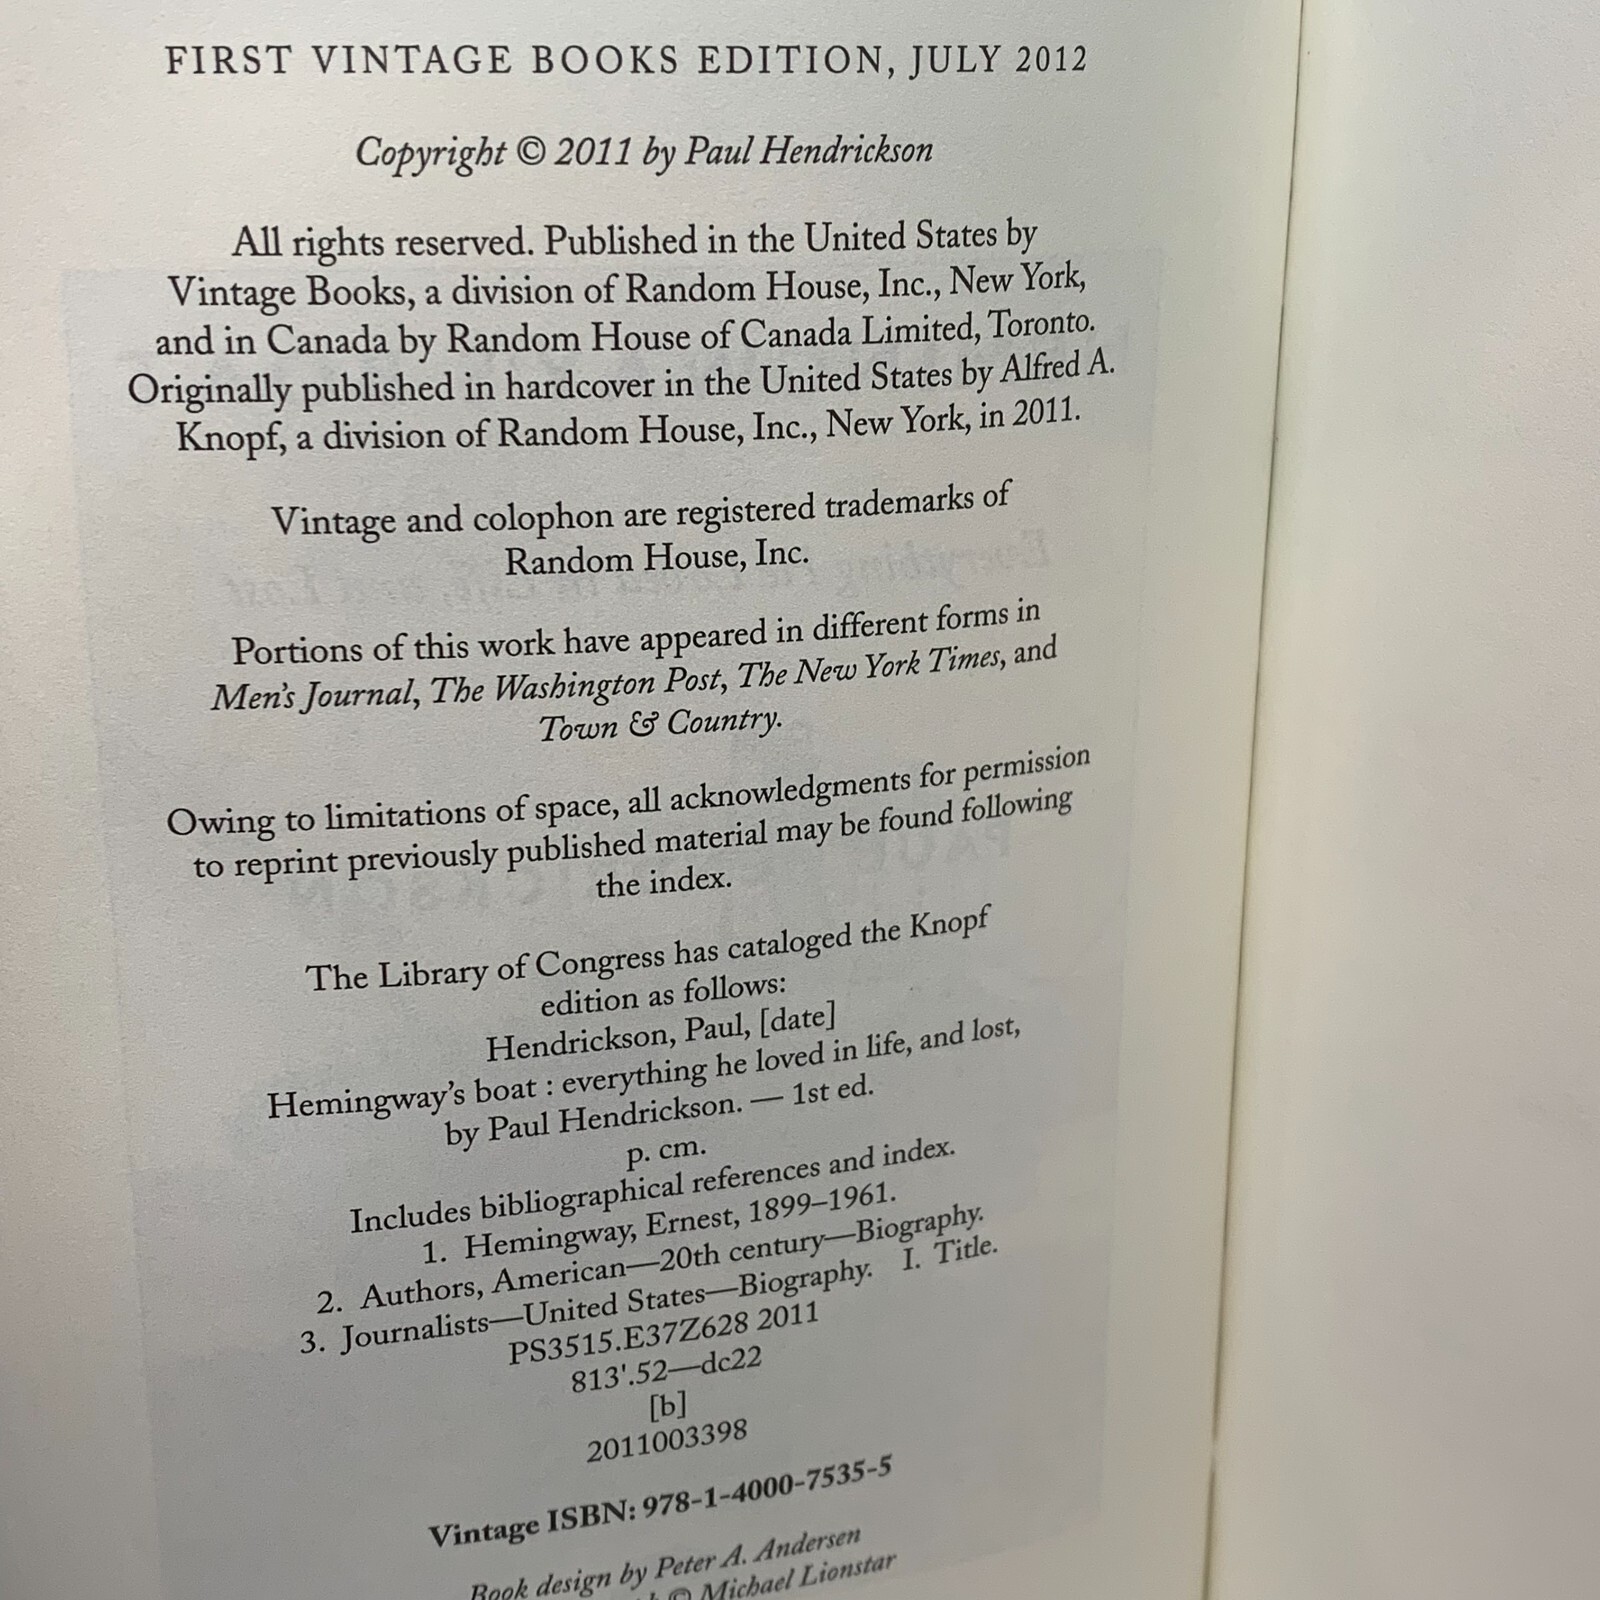 FIRST VINTAGE BOOKS EDITION, JULY 2012
Copyright © 2011 by Paul Hendrickson
All rights reserved. Published in the United States by
Vintage Books, a division of Random House, Inc., New York,
and in Canada by Random House of Canada Limited, Toronto.
Originally published in hardcover in the United States by Alfred A.
Knopf, a division of Random House, Inc., New York, in 2011.
Vintage and colophon are registered trademarks of
Random House, Inc.
Portions of this work have appeared in different forms in
Men's Journal, The Washington Post, The New York Times, and
Town & Country.
Owing to limitations of space, all acknowledgments for permission
to reprint previously published material may be found following
the index.
The Library of Congress has cataloged the Knopf
edition as follows:
Hendrickson, Paul, [date]
Hemingway's boat : everything he loved in life, and lost,
by Paul Hendrickson. — 1st ed.
p. cm.
Includes bibliographical references and index.
1. Hemingway, Ernest, 1899–1961.
2. Authors, American—20th century—Biography.
3. Journalists—United States—Biography. I. Title.
PS3515.E37Z628 2011
813'.52—dc22
[b]
2011003398
Vintage ISBN: 978-1-4000-7535-5
Book design by Peter A. Andersen
© Michael Lionstar